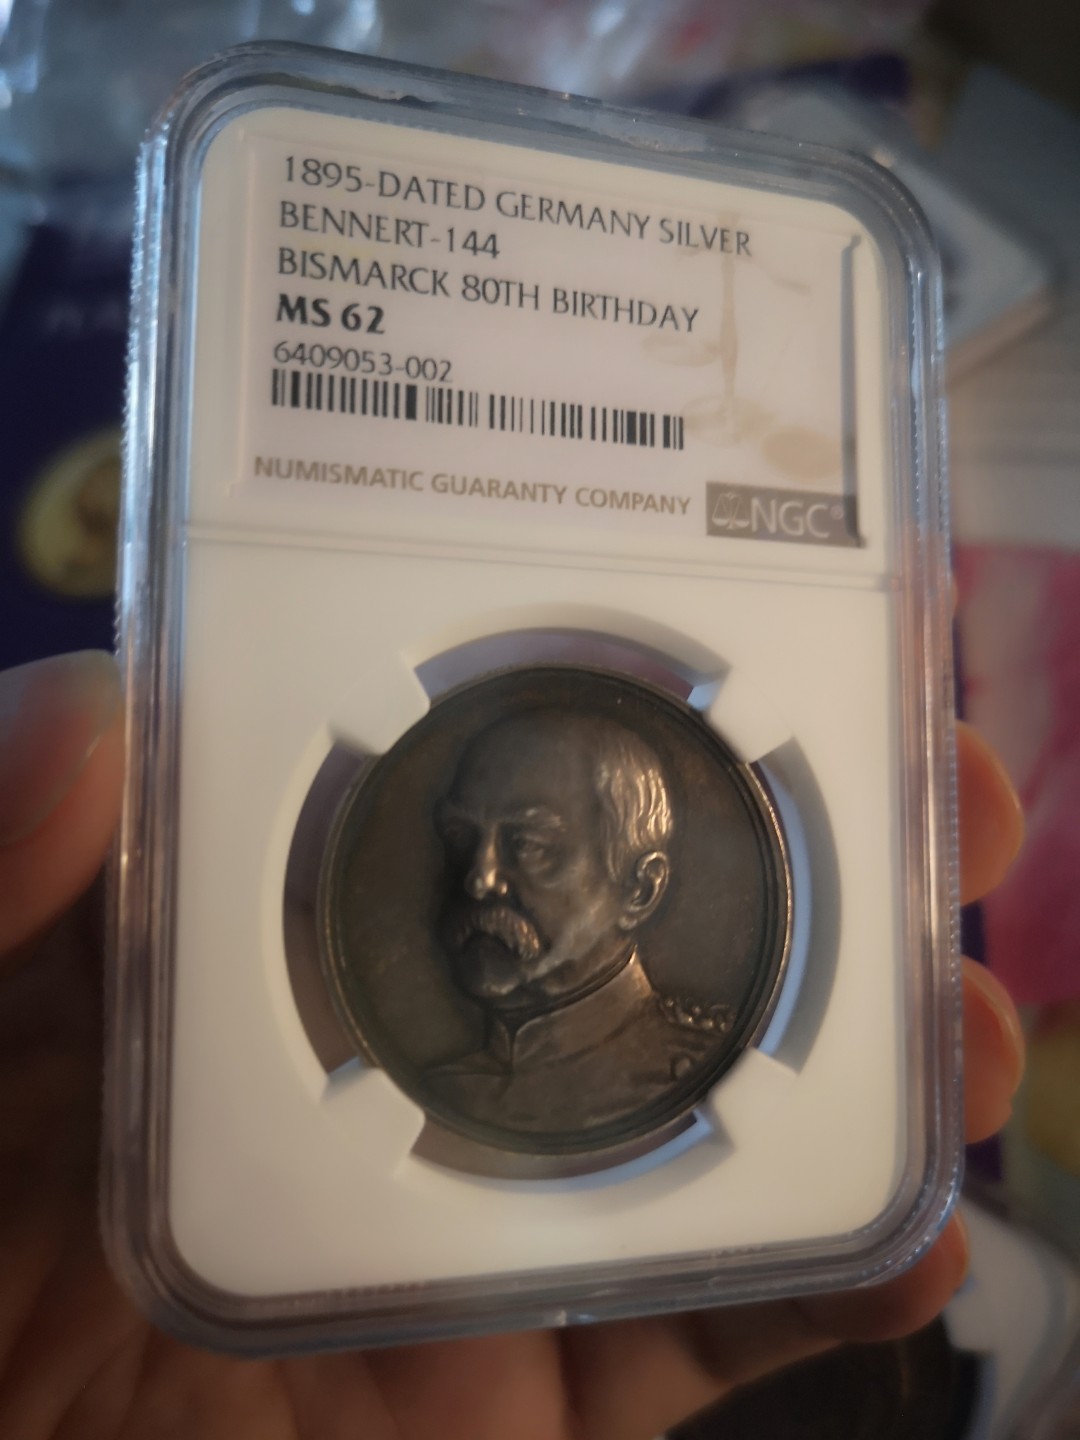 1895-DATED GERMANY SILVER
BENNERT-144
BISMARCK 80TH BIRTHDAY
MS 62
6409053-002
NUMISMATIC GUARANTY COMPANY
NGC®